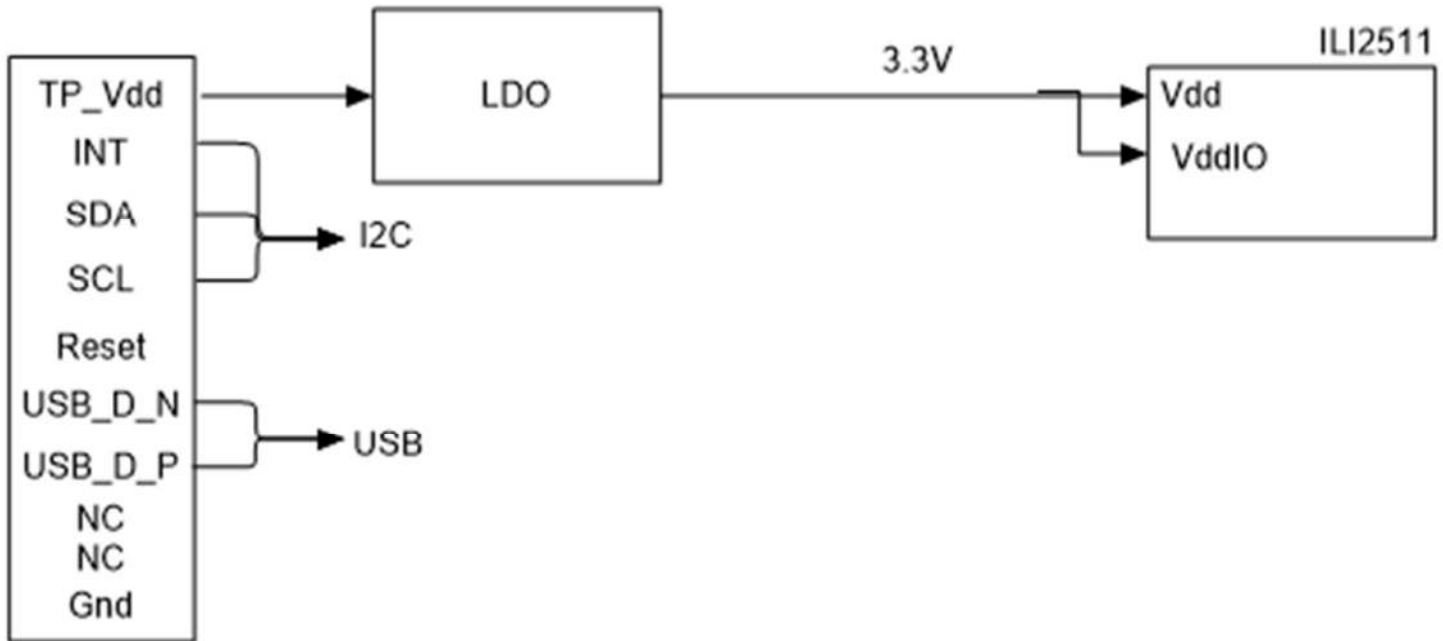 TP_Vdd
INT
SDA
SCL
Reset
USB_D_N
USB_D_P
NC
NC
Gnd
LDO
I2C
USB
3.3V
ILI2511
Vdd
VddIO